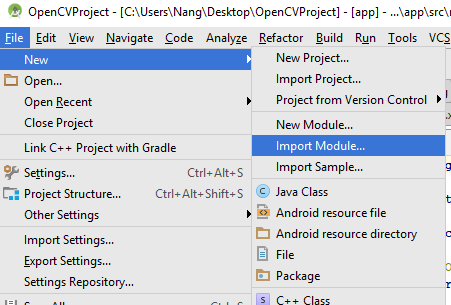 OpenCVProject - [C:\Users\Nang\Desktop\OpenCVProject] - [app] - ...\app\src\
File Edit View Navigate Code Analyze Refactor Build Run Tools VCS
New
Open...
Open Recent
Close Project
Link C++ Project with Gradle
Settings... Ctrl+Alt+S
Project Structure... Ctrl+Alt+Shift+S
Other Settings
Import Settings...
Export Settings...
Settings Repository...
New Project...
Import Project...
Project from Version Control
New Module...
Import Module...
Import Sample...
Java Class
Android resource file
Android resource directory
File
Package
C++ Class